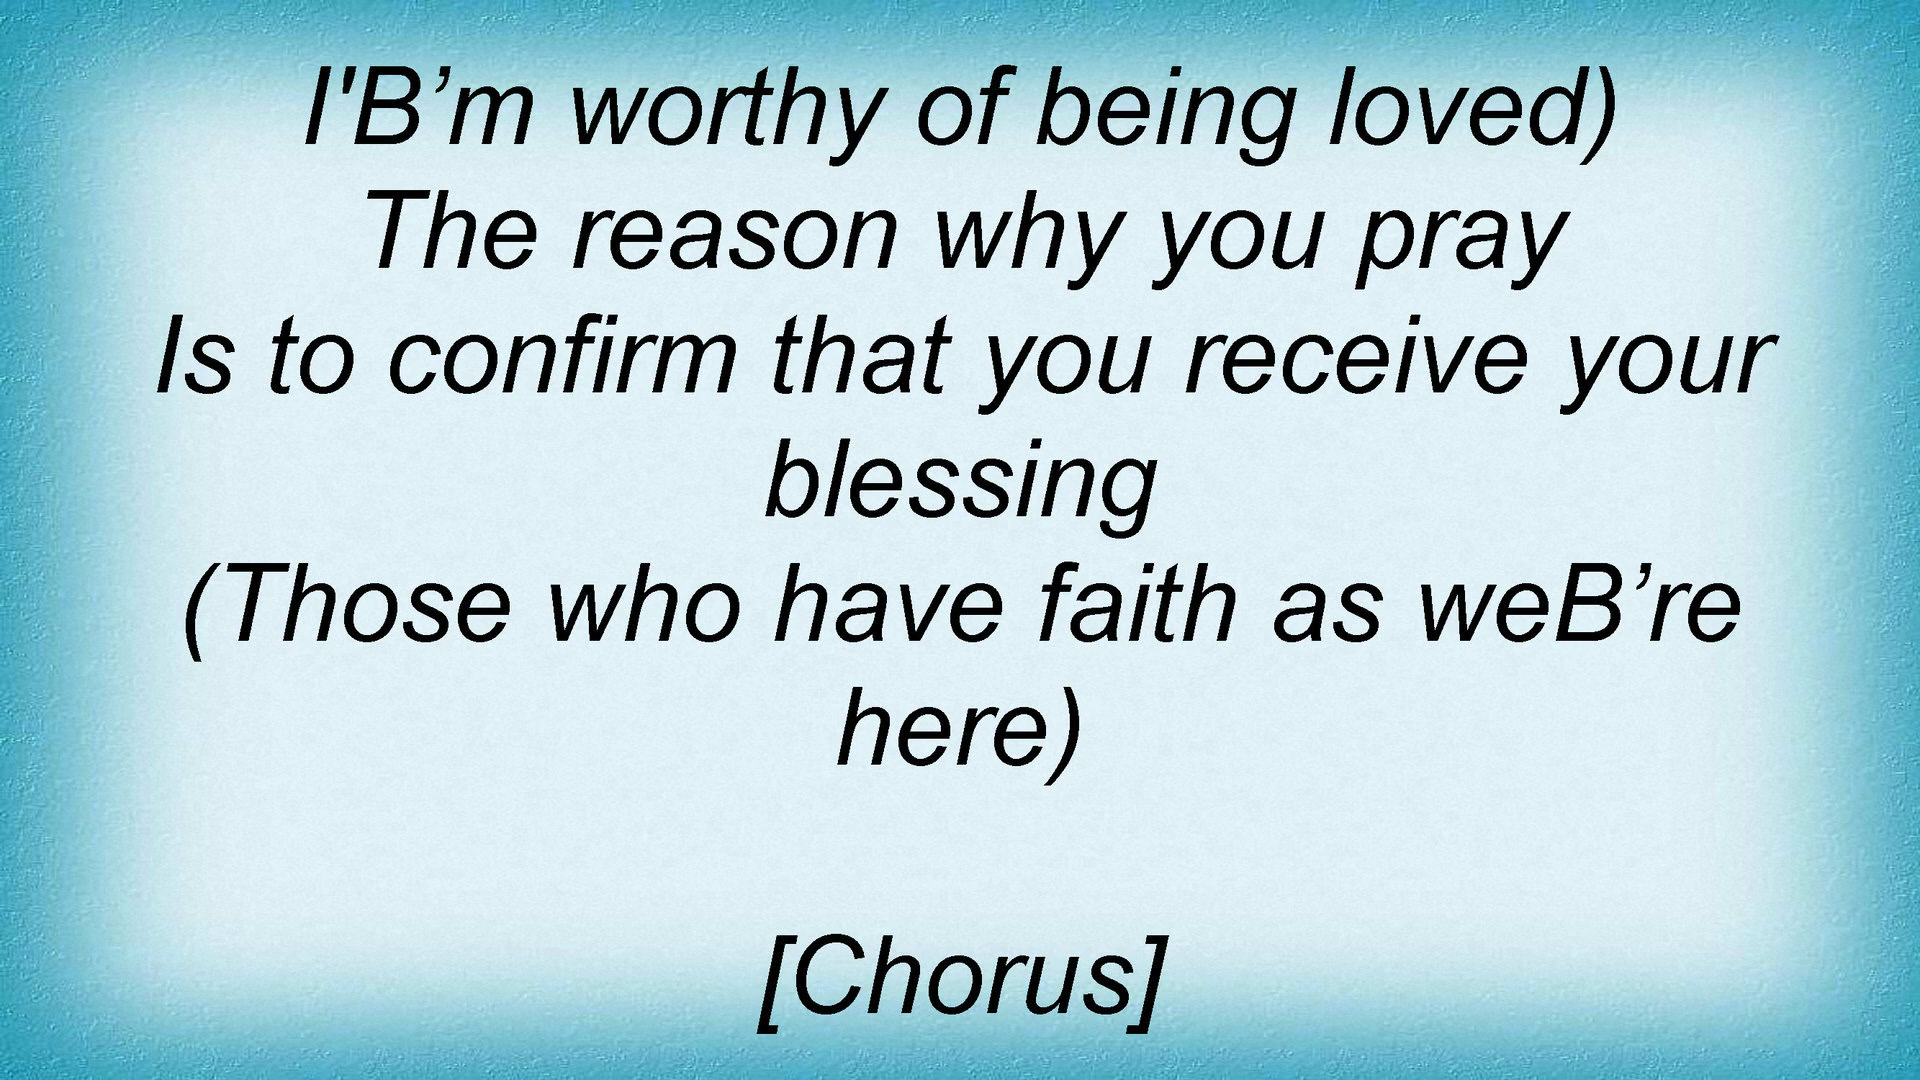 I'B’m worthy of being loved)
The reason why you pray
Is to confirm that you receive your
blessing
(Those who have faith as weB’re
here)
[Chorus]